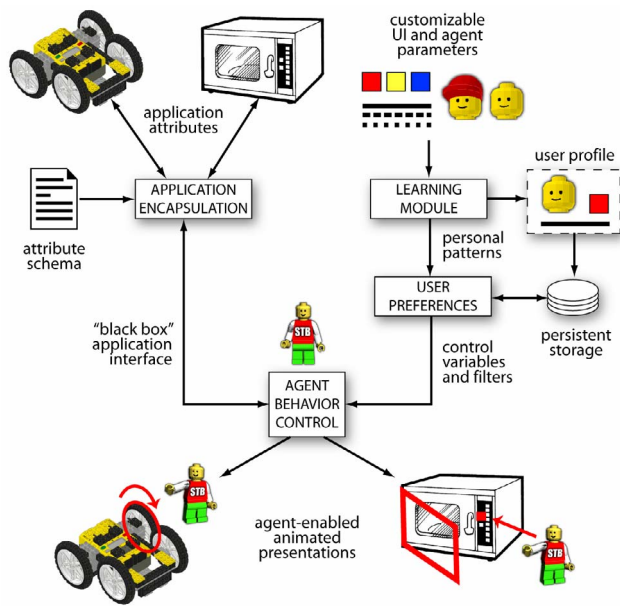 customizable
UI and agent
parameters
application
attributes
user profile
APPLICATION
ENCAPSULATION
LEARNING
MODULE
attribute
schema
personal
patterns
USER
PREFERENCES
"black box"
application
interface
STB
persistent
storage
control
variables
and filters
AGENT
BEHAVIOR
CONTROL
STB
agent-enabled
animated
presentations
STB